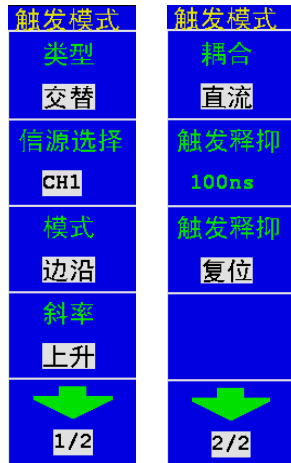 触发模式
类型
交替
信源选择
CH1
模式
边沿
斜率
上升
1/2
触发模式
耦合
直流
触发释抑
100ns
触发释抑
复位
2/2